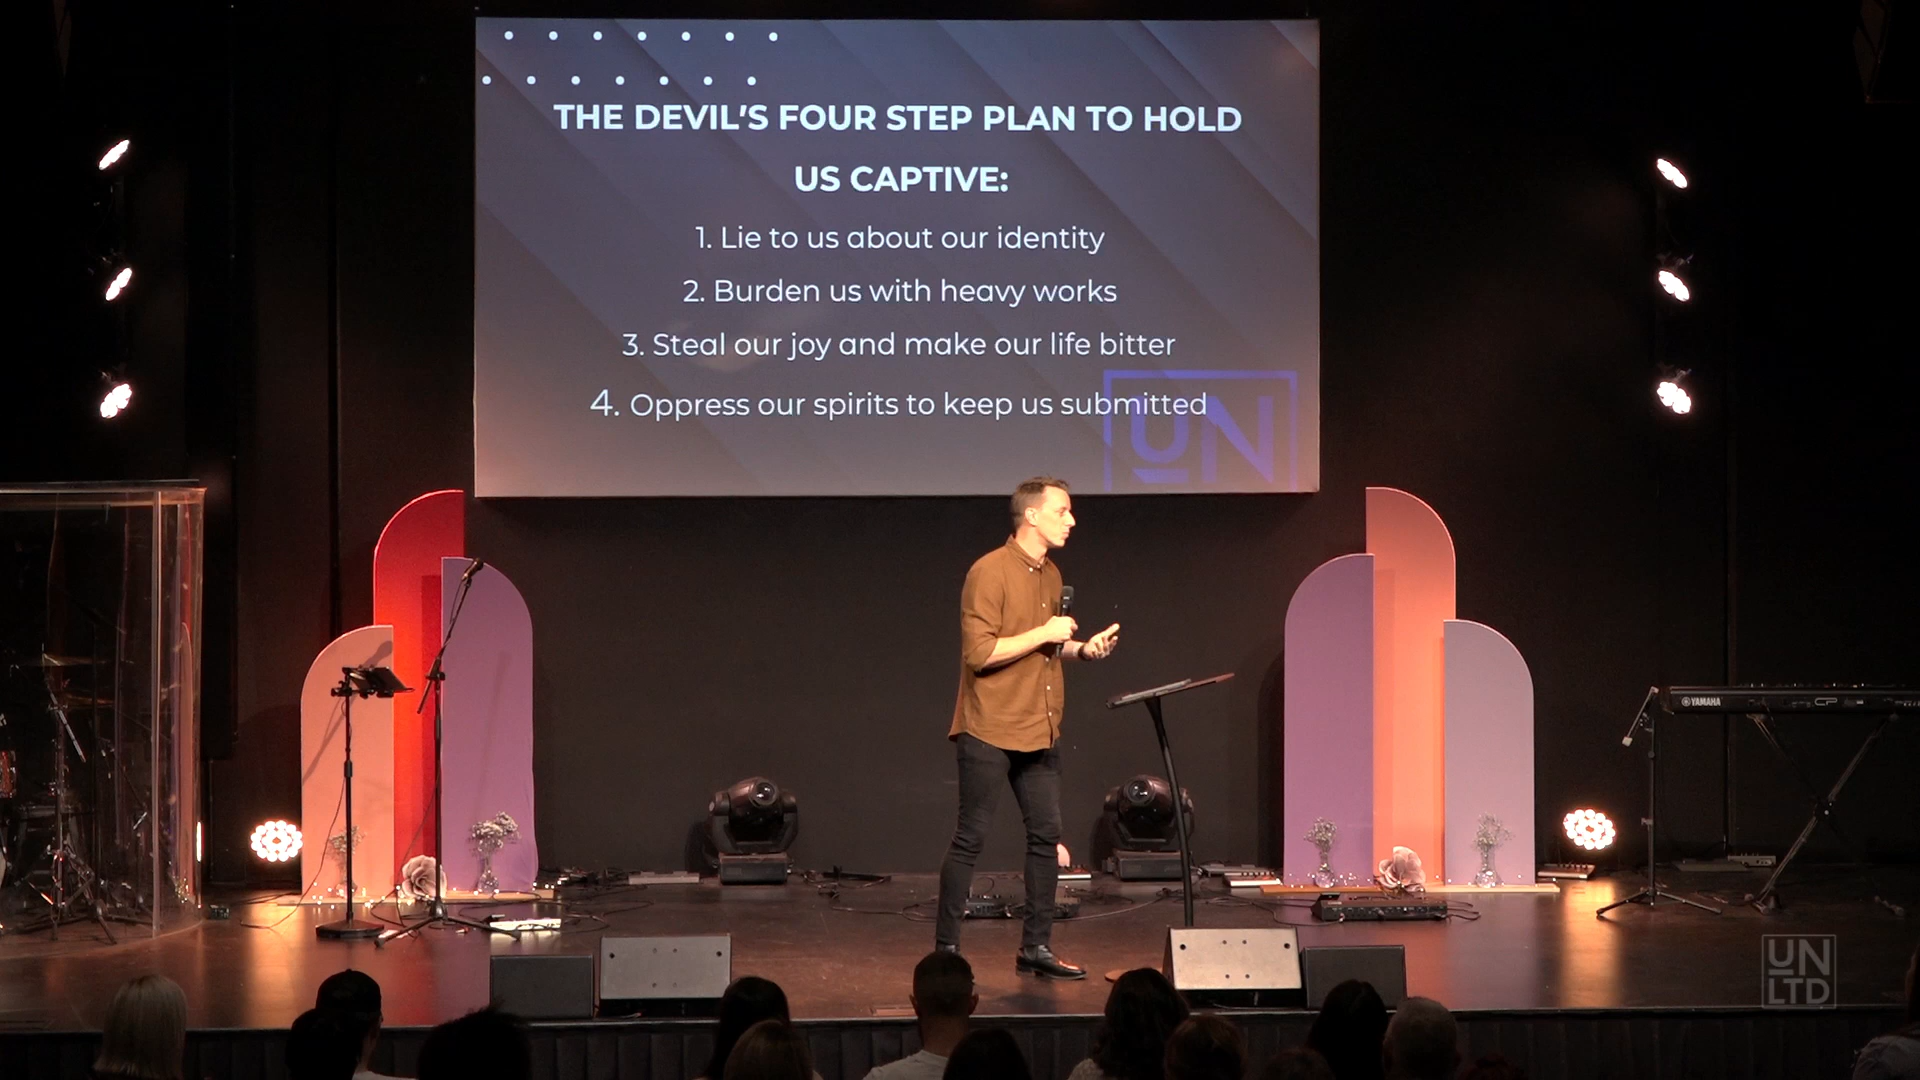 THE DEVIL'S FOUR STEP PLAN TO HOLD
US CAPTIVE:
1. Lie to us about our identity
2. Burden us with heavy works
3. Steal our joy and make our life bitter
4. Oppress our spirits to keep us submitted
UN
YAMAHA
CP
UN
LTD